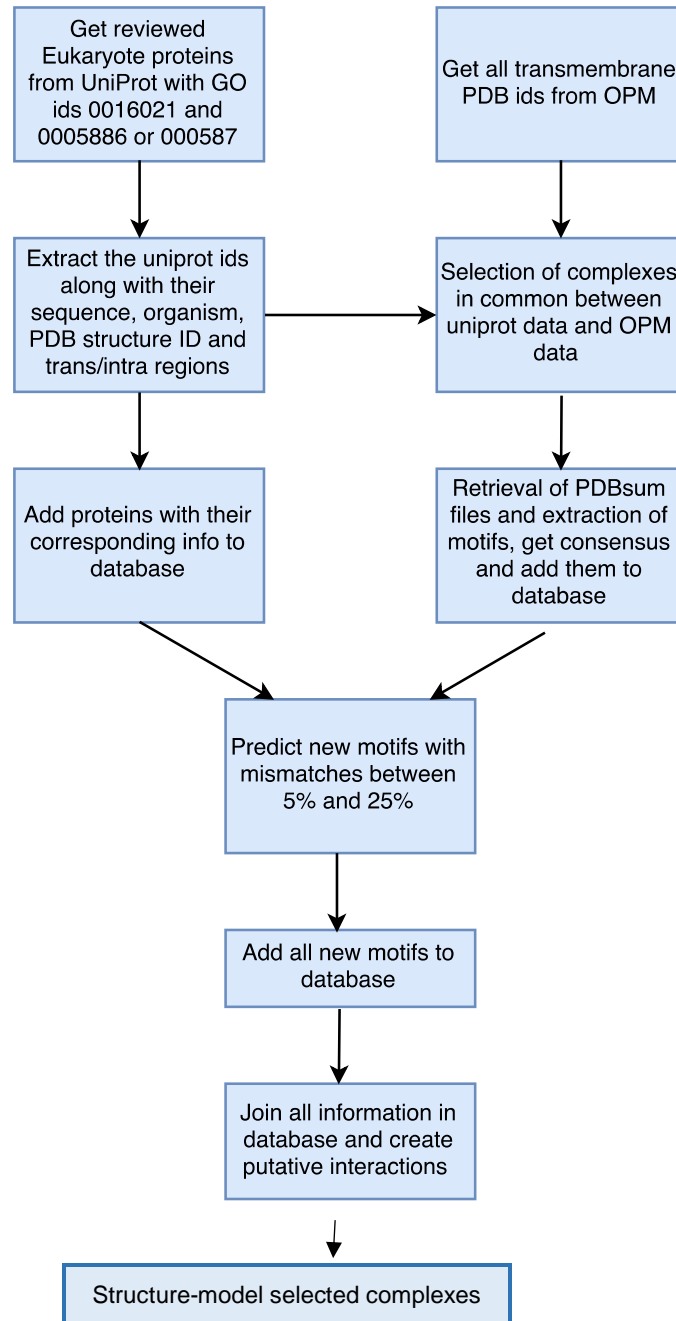 Get reviewed
Eukaryote proteins
from UniProt with GO
ids 0016021 and
0005886 or 000587
Get all transmembrane
PDB ids from OPM
Extract the uniprot ids
along with their
sequence, organism,
PDB structure ID and
trans/intra regions
Selection of complexes
in common between
uniprot data and OPM
data
Add proteins with their
corresponding info to
database
Retrieval of PDBsum
files and extraction of
motifs, get consensus
and add them to
database
Predict new motifs with
mismatches between
5% and 25%
Add all new motifs to
database
Join all information in
database and create
putative interactions
Structure-model selected complexes